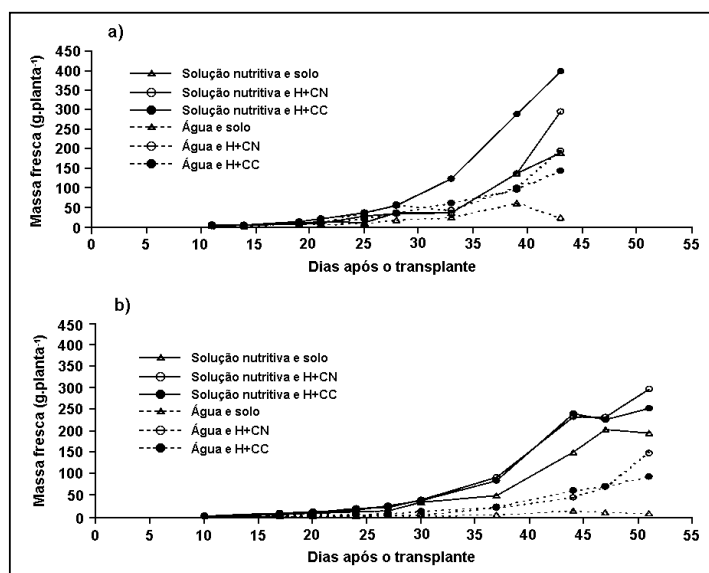 a)
Massa fresca (g.planta⁻¹)
450
400
350
300
250
200
150
100
50
0
Solução nutritiva e solo
Solução nutritiva e H+CN
Solução nutritiva e H+CC
Água e solo
Água e H+CN
Água e H+CC
0 5 10 15 20 25 30 35 40 45 50 55
Dias após o transplante
b)
Massa fresca (g.planta⁻¹)
450
400
350
300
250
200
150
100
50
0
Solução nutritiva e solo
Solução nutritiva e H+CN
Solução nutritiva e H+CC
Água e solo
Água e H+CN
Água e H+CC
0 5 10 15 20 25 30 35 40 45 50 55
Dias após o transplante